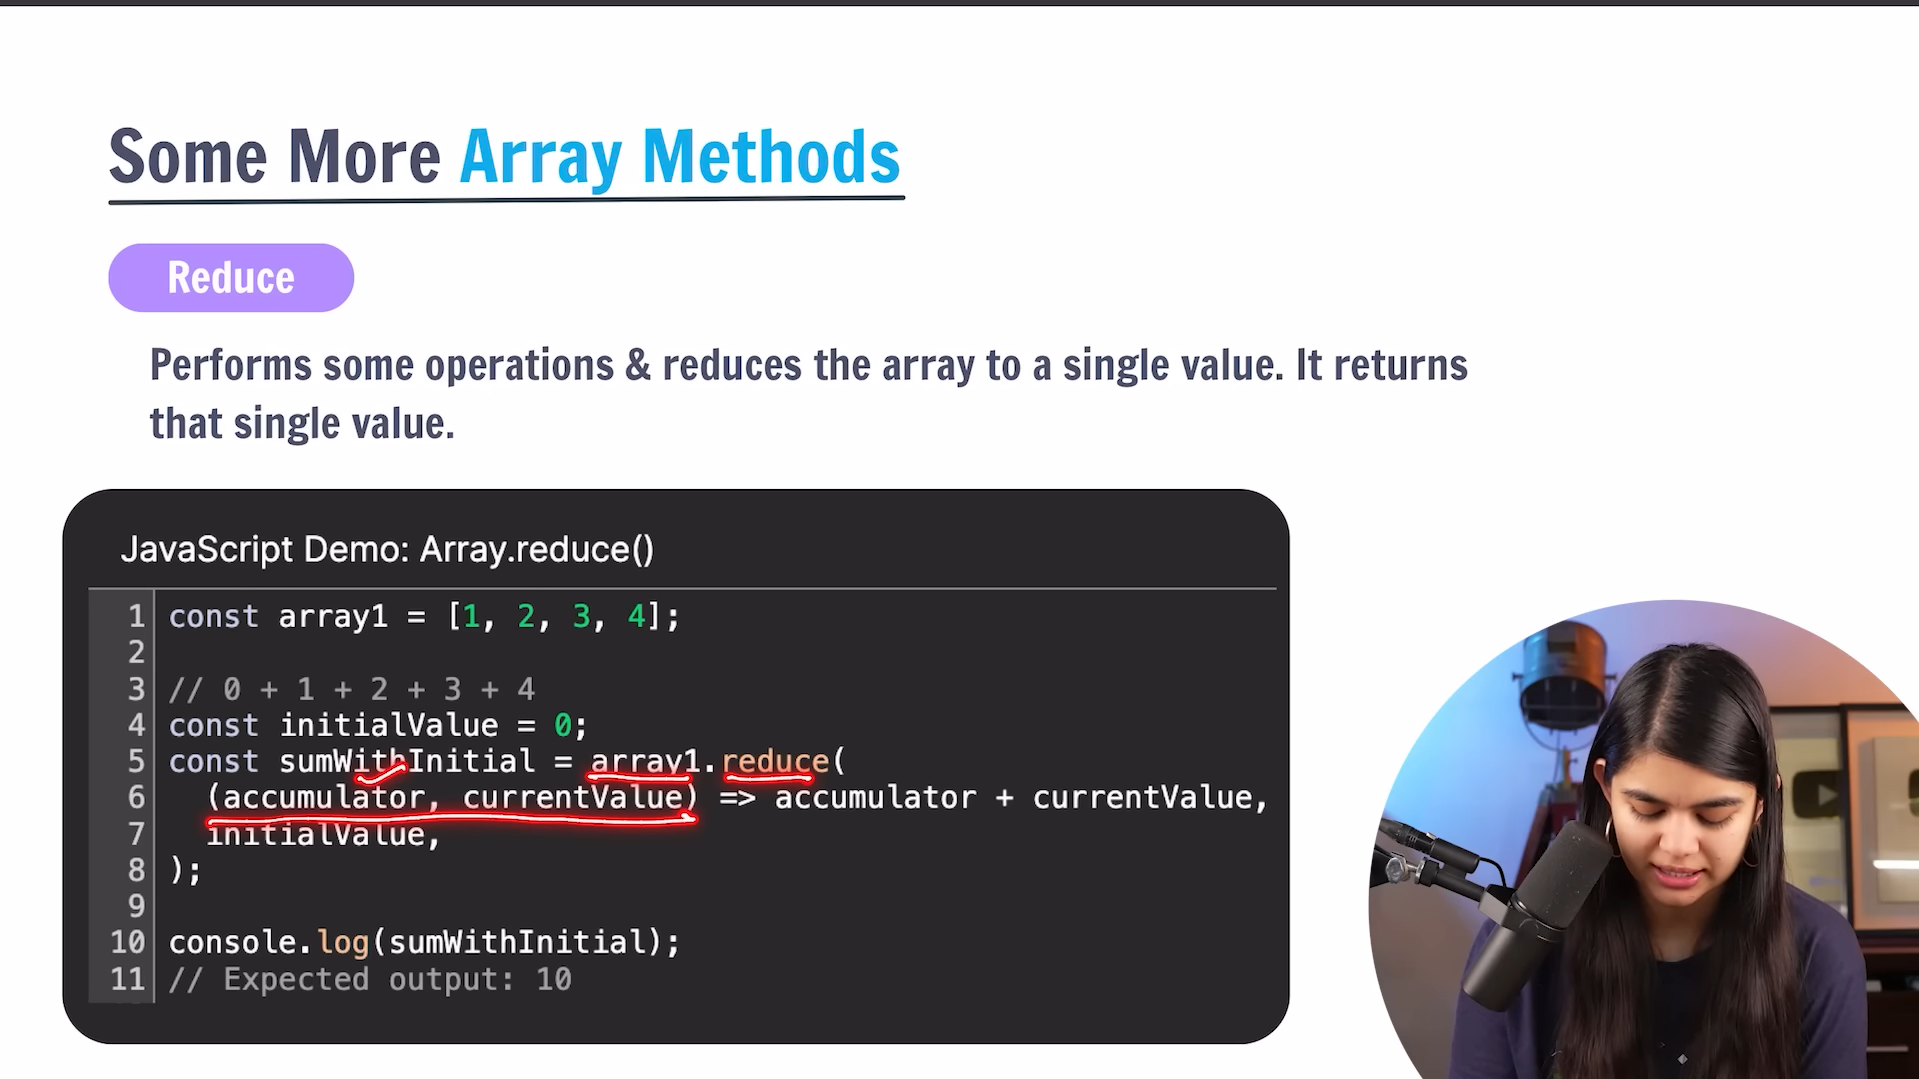 Some More Array Methods
Reduce
Performs some operations & reduces the array to a single value. It returns
that single value.
JavaScript Demo: Array.reduce()
1 const array1 = [1, 2, 3, 4];
2
3 // 0 + 1 + 2 + 3 + 4
4 const initialValue = 0;
5 const sumWithInitial = array1.reduce(
6 (accumulator, currentValue) => accumulator + currentValue,
7 initialValue,
8 );
9
10 console.log(sumWithInitial);
11 // Expected output: 10